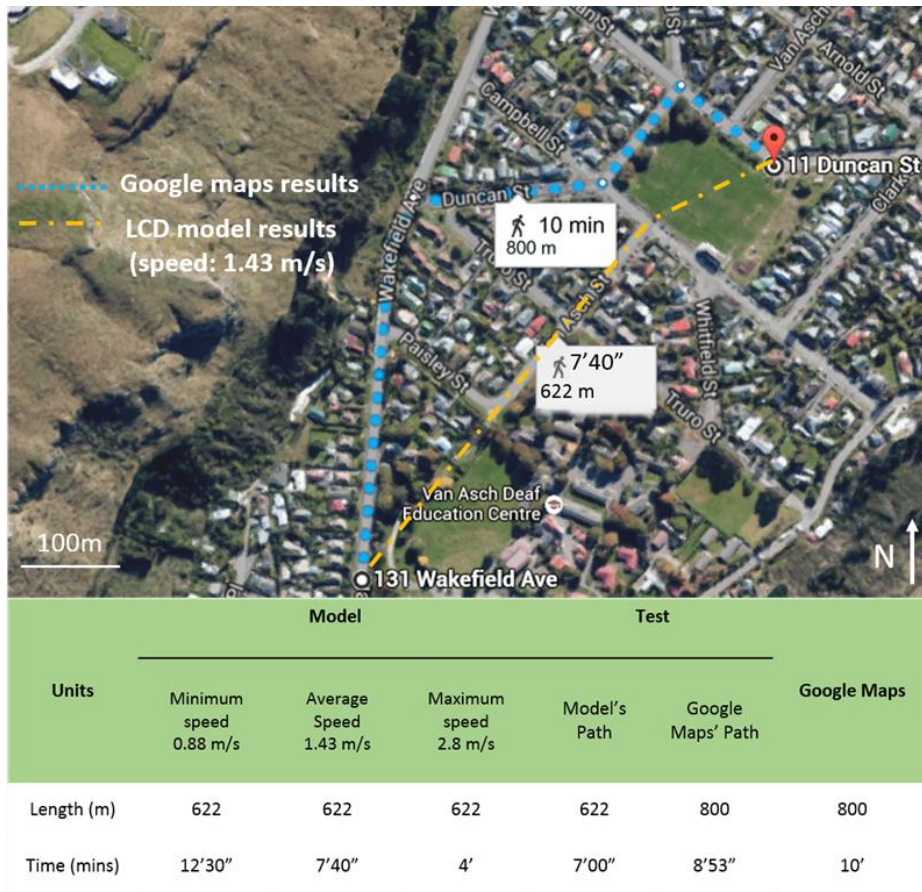 Campbell St
Van Asch
Arnold St
11 Duncan St
Clark
Google maps results
LCD model results
(speed: 1.43 m/s)
Wakefield Ave
Duncan St
10 min
800 m
Truro St
Asch St
Whitfield St
Paisley St
7’40”
622 m
Truro St
Van Asch Deaf
Education Centre
100m
N
131 Wakefield Ave
Model
Test
Units
Minimum
speed
0.88 m/s
Average
Speed
1.43 m/s
Maximum
speed
2.8 m/s
Model’s
Path
Google
Maps’ Path
Google Maps
Length (m) 622 622 622 622 800 800
Time (mins) 12’30” 7’40” 4’ 7’00” 8’53” 10’